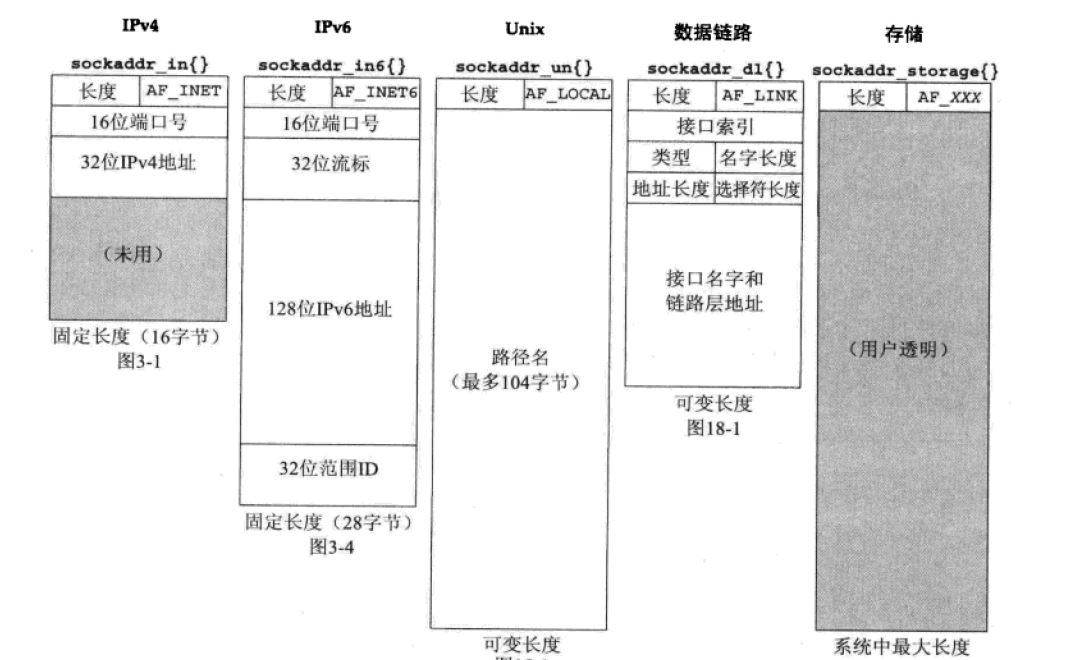 IPv4
sockaddr_in{}
长度 AF_INET
16位端口号
32位IPv4地址
（未用）
固定长度（16字节）
图3-1
IPv6
sockaddr_in6{}
长度 AF_INET6
16位端口号
32位流标
128位IPv6地址
32位范围ID
固定长度（28字节）
图3-4
Unix
sockaddr_un{}
长度 AF_LOCAL
路径名
（最多104字节）
可变长度
数据链路
sockaddr_dl{}
长度 AF_LINK
接口索引
类型 名字长度
地址长度 选择符长度
接口名字和
链路层地址
可变长度
图18-1
存储
sockaddr_storage{}
长度 AF_XXX
（用户透明）
系统中最大长度